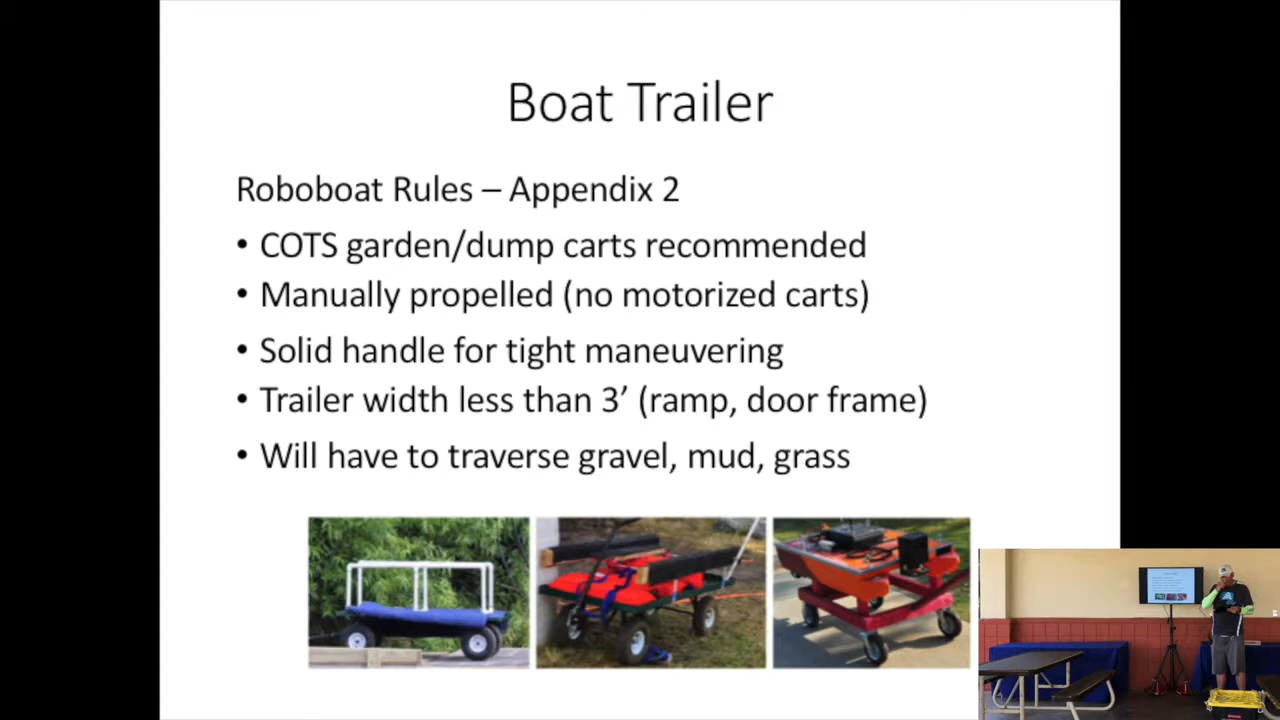 Boat Trailer
Roboboat Rules – Appendix 2
• COTS garden/dump carts recommended
• Manually propelled (no motorized carts)
• Solid handle for tight maneuvering
• Trailer width less than 3’ (ramp, door frame)
• Will have to traverse gravel, mud, grass